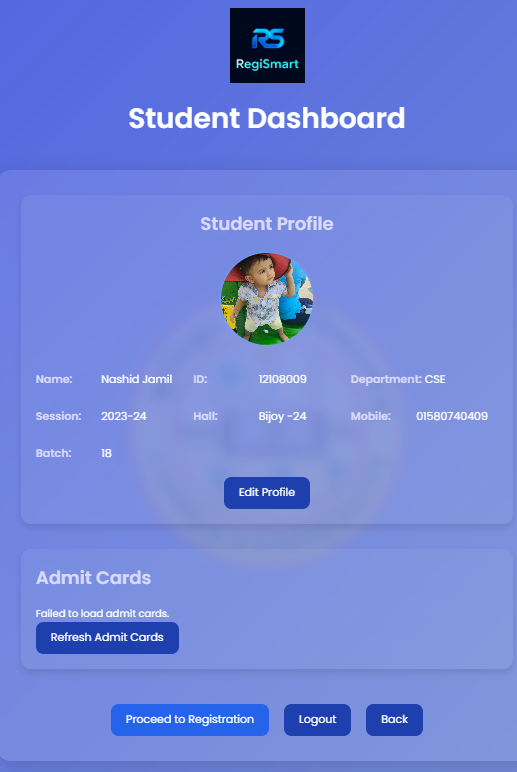 RS
RegiSmart
Student Dashboard
Student Profile
Name: Nashid Jamil ID: 12108009 Department: CSE
Session: 2023-24 Hall: Bijoy -24 Mobile: 01580740409
Batch: 18
Edit Profile
Admit Cards
Failed to load admit cards.
Refresh Admit Cards
Proceed to Registration Logout Back